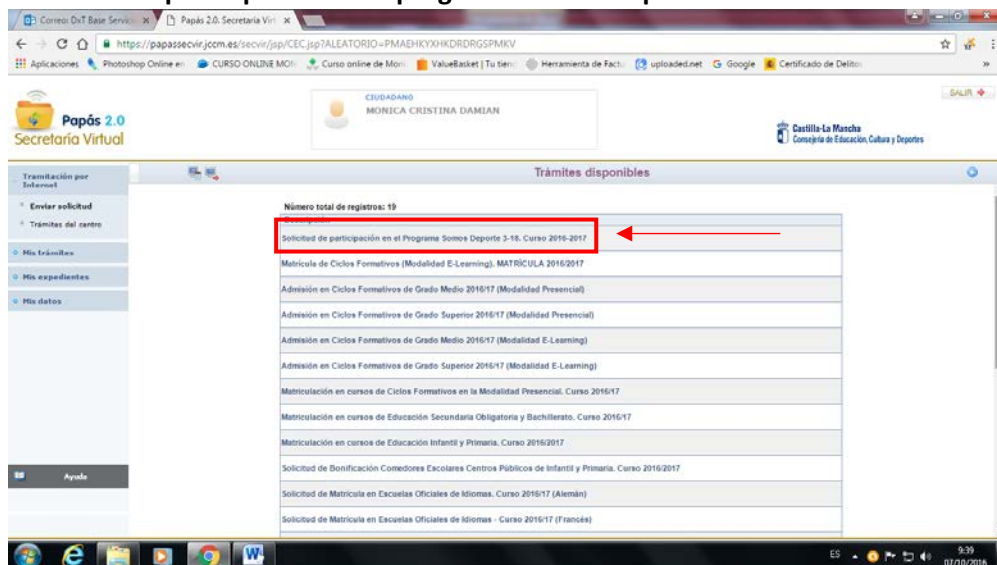 Correo: DxT Base Servici
Papás 2.0. Secretaría Virt
https://papassecvir.jccm.es/secvir/jsp/CEC.jsp?ALEATORIO=PMAEHKYXHKDRDRGSPMKV
Aplicaciones
Photoshop Online en
CURSO ONLINE MON
Curso online de Mon
ValueBasket | Tu tien
Herramienta de Factu
uploaded.net
Google
Certificado de Delito
»
Papás 2.0
Secretaría Virtual
CIUDADANO
MONICA CRISTINA DAMIAN
SALIR
Castilla-La Mancha
Consejería de Educación, Cultura y Deportes
Tramitación por
Internet
Enviar solicitud
Trámites del centro
Mis trámites
Mis expedientes
Mis datos
Ayuda
Trámites disponibles
Número total de registros: 19
Descripción
Solicitud de participación en el Programa Somos Deporte 3-18. Curso 2016-2017
Matrícula de Ciclos Formativos (Modalidad E-Learning). MATRÍCULA 2016/2017
Admisión en Ciclos Formativos de Grado Medio 2016/17 (Modalidad Presencial)
Admisión en Ciclos Formativos de Grado Superior 2016/17 (Modalidad Presencial)
Admisión en Ciclos Formativos de Grado Medio 2016/17 (Modalidad E-Learning)
Admisión en Ciclos Formativos de Grado Superior 2016/17 (Modalidad E-Learning)
Matriculación en cursos de Ciclos Formativos en la Modalidad Presencial. Curso 2016/17
Matriculación en cursos de Educación Secundaria Obligatoria y Bachillerato. Curso 2016/17
Matriculación en cursos de Educación Infantil y Primaria. Curso 2016/2017
Solicitud de Bonificación Comedores Escolares Centros Públicos de Infantil y Primaria. Curso 2016/2017
Solicitud de Matrícula en Escuelas Oficiales de Idiomas. Curso 2016/17 (Alemán)
Solicitud de Matrícula en Escuelas Oficiales de Idiomas - Curso 2016/17 (Francés)
ES
9:39
07/10/2016